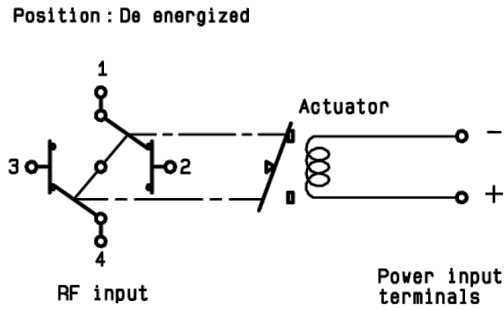 Position : De energized
1
Actuator
-
3
2
+
4
RF input
Power input
terminals